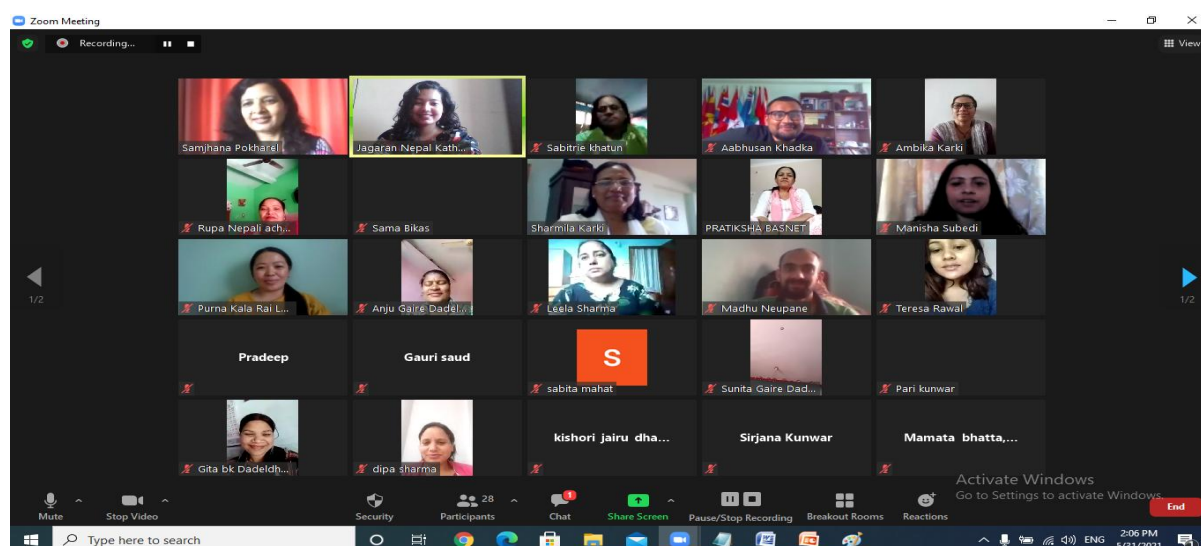 Zoom Meeting
Recording...
View
Samjhana Pokharel
Jagaran Nepal Kath...
Sabitrie khatun
Aabhusan Khadka
Ambika Karki
Rupa Nepali ach...
Sama Bikas
Sharmila Karki
PRATIKSHA BASNET
Manisha Subedi
1/2
1/2
Purna Kala Rai L...
Anju Gaire Dadel...
Leela Sharma
Madhu Neupane
Teresa Rawal
Pradeep
Gauri saud
S
sabita mahat
Sunita Gaire Dad...
Pari kunwar
Gita bk Dadeldh...
dipa sharma
kishori jairu dha...
Sirjana Kunwar
Mamata bhatta,...
Activate Windows
Go to Settings to activate Windows.
Mute
Stop Video
Security
28
Participants
1
Chat
Share Screen
Pause/Stop Recording
Breakout Rooms
Reactions
End
Type here to search
ENG
2:06 PM
5/31/2021